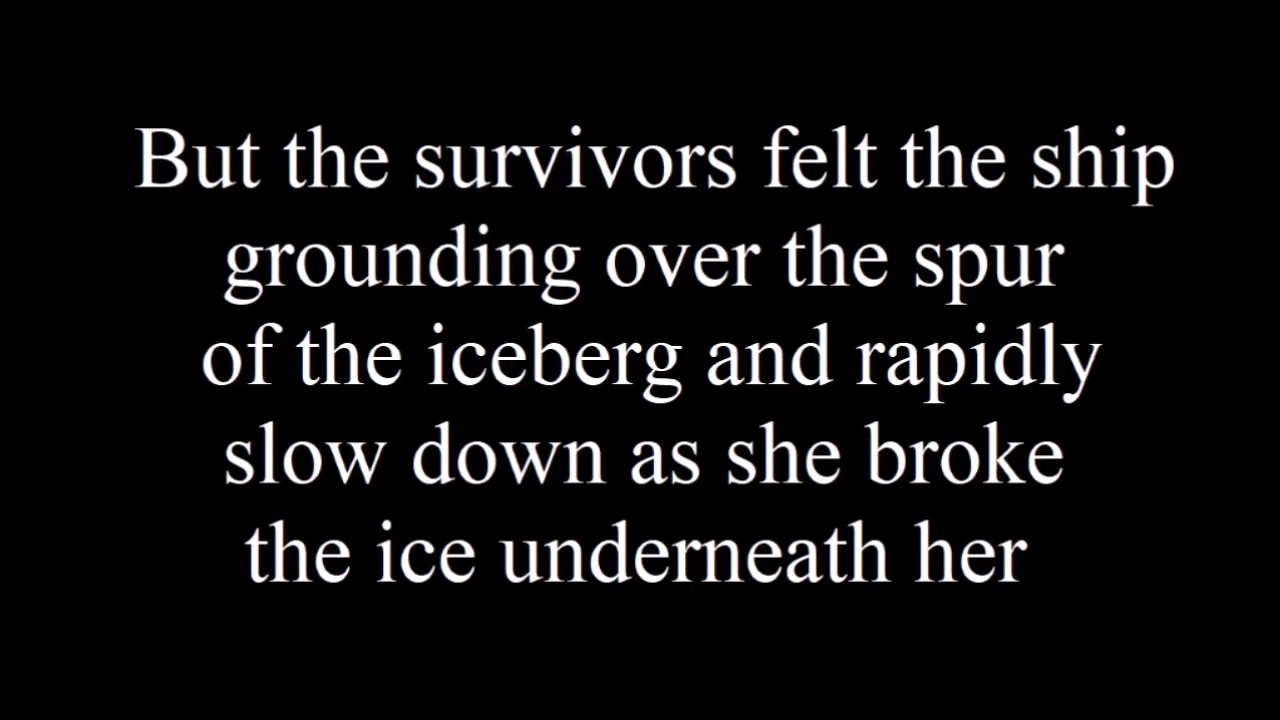 But the survivors felt the ship
grounding over the spur
of the iceberg and rapidly
slow down as she broke
the ice underneath her